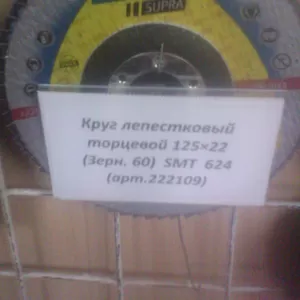 SUPRA
Круг лепестковый
торцевой 125×22
(Зерн. 60) SMT 624
(арт.222109)